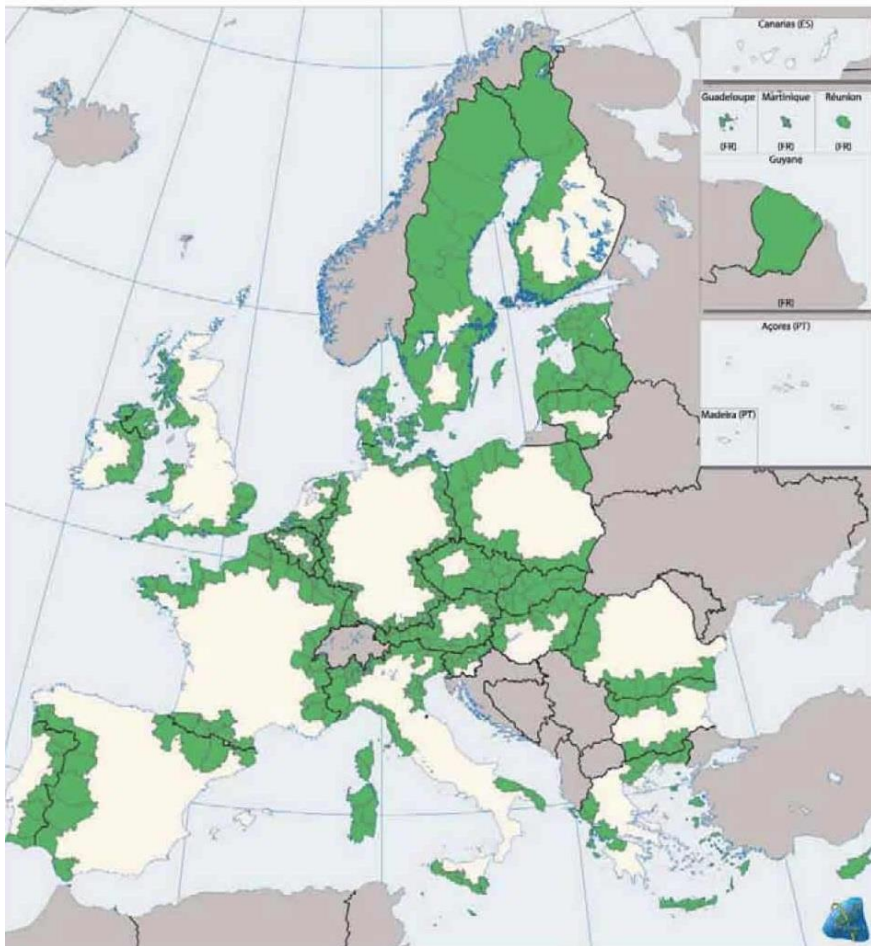 Canarias (ES)
Guadeloupe Martinique Réunion
(FR) (FR) (FR)
Guyane
(FR)
Açores (PT)
Madeira (PT)